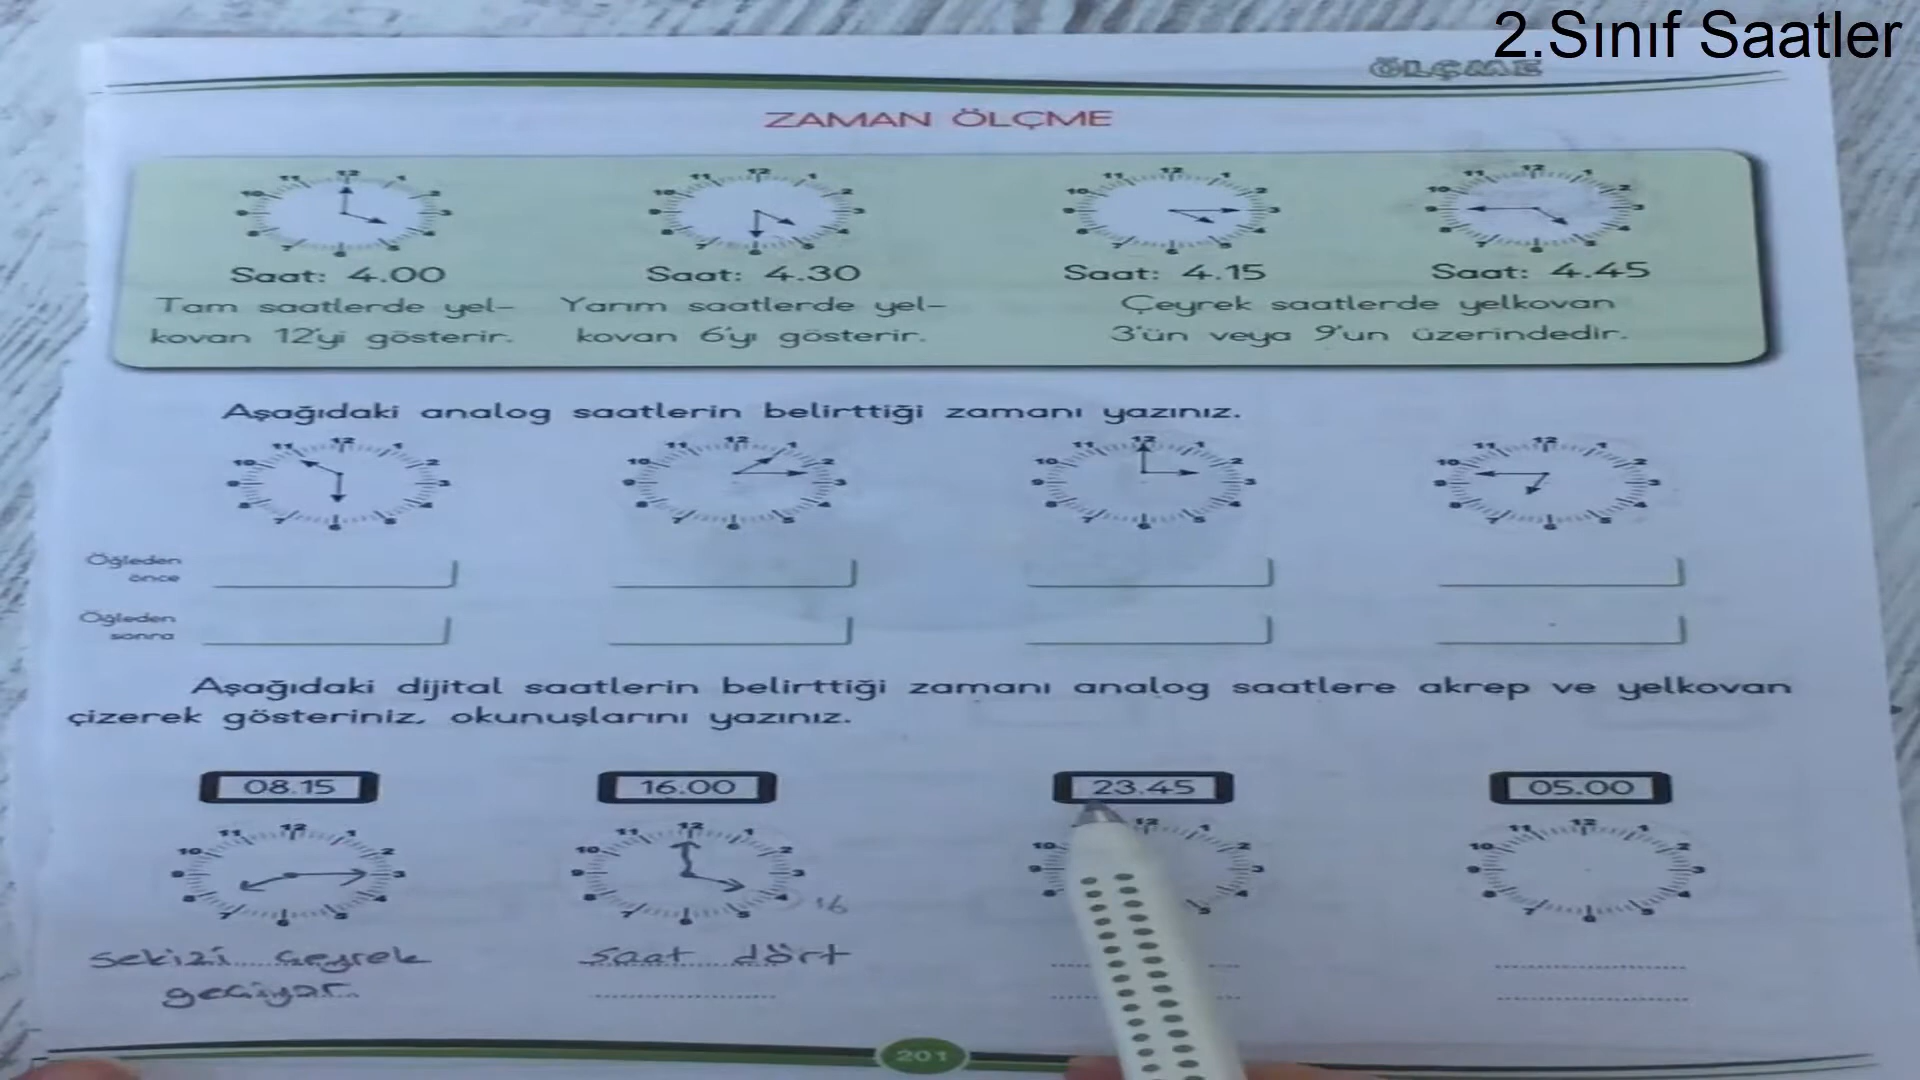 2.Sınıf Saatler
ÖLÇME
ZAMAN ÖLÇME
Saat: 4.00
Saat: 4.30
Saat: 4.15
Saat: 4.45
Tam saatlerde yel-
kovan 12'yi gösterir.
Yarım saatlerde yel-
kovan 6'yı gösterir.
Çeyrek saatlerde yelkovan
3'ün veya 9'un üzerindedir.
Aşağıdaki analog saatlerin belirttiği zamanı yazınız.
Öğleden
önce
Öğleden
sonra
Aşağıdaki dijital saatlerin belirttiği zamanı analog saatlere akrep ve yelkovan
çizerek gösteriniz, okunuşlarını yazınız.
08.15
16.00
23.45
05.00
16
sekizi çeyrek
geçiyor.
saat dört
201